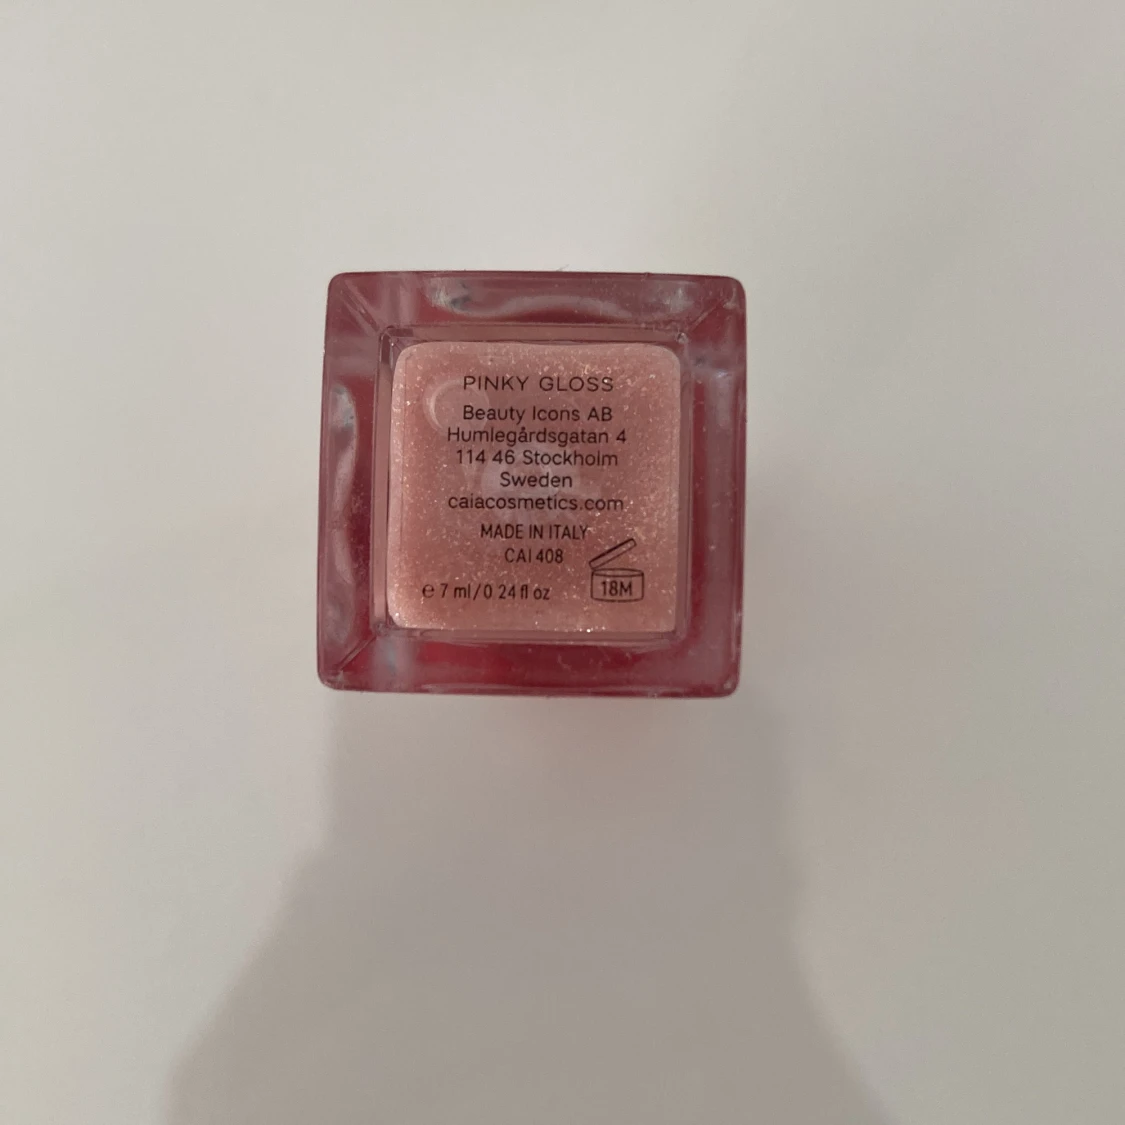 PINKY GLOSS
Beauty Icons AB
Humlegårdsgatan 4
114 46 Stockholm
Sweden
caiacosmetics.com
MADE IN ITALY
CAI 408
18M
℮ 7 ml / 0 24 fl oz